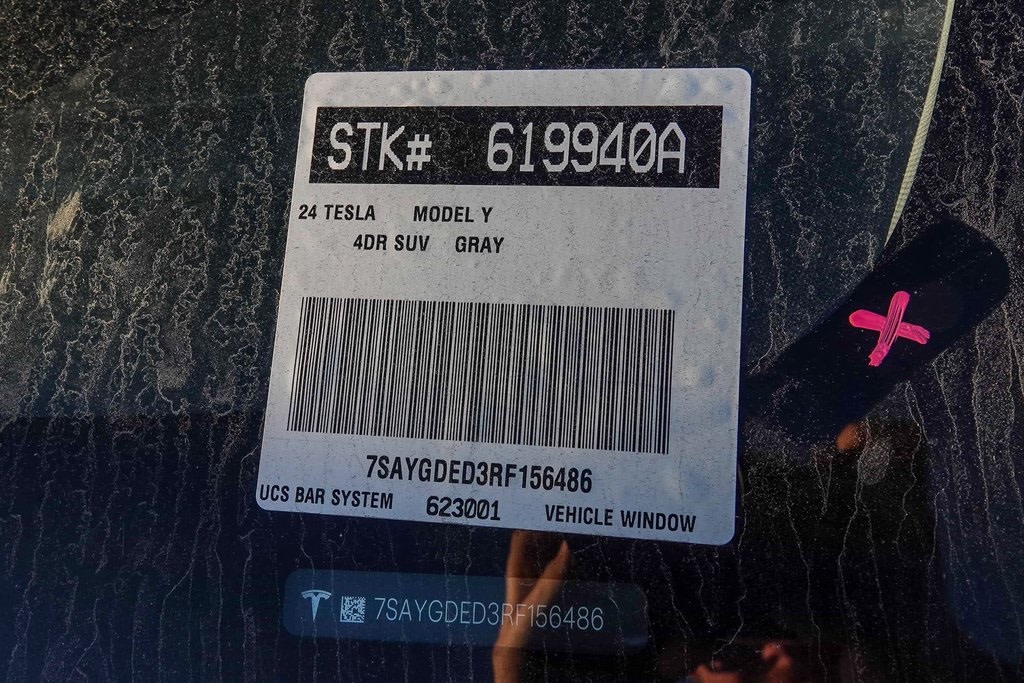 STK# 619940A
24 TESLA MODEL Y
4DR SUV GRAY
7SAYGDED3RF156486
UCS BAR SYSTEM 623001 VEHICLE WINDOW
7SAYGDED3RF156486